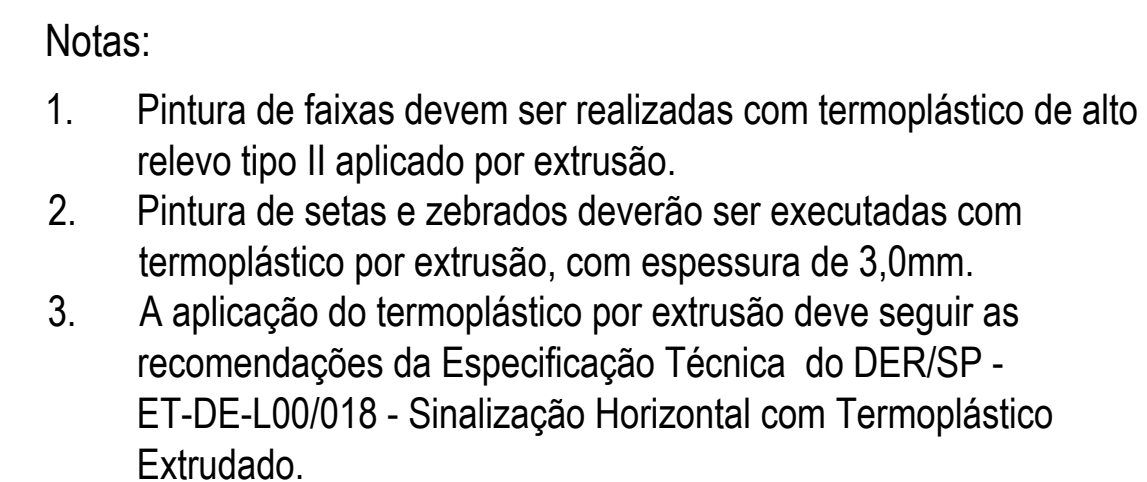 Notas:
1. Pintura de faixas devem ser realizadas com termoplástico de alto
relevo tipo II aplicado por extrusão.
2. Pintura de setas e zebrados deverão ser executadas com
termoplástico por extrusão, com espessura de 3,0mm.
3. A aplicação do termoplástico por extrusão deve seguir as
recomendações da Especificação Técnica do DER/SP -
ET-DE-L00/018 - Sinalização Horizontal com Termoplástico
Extrudado.